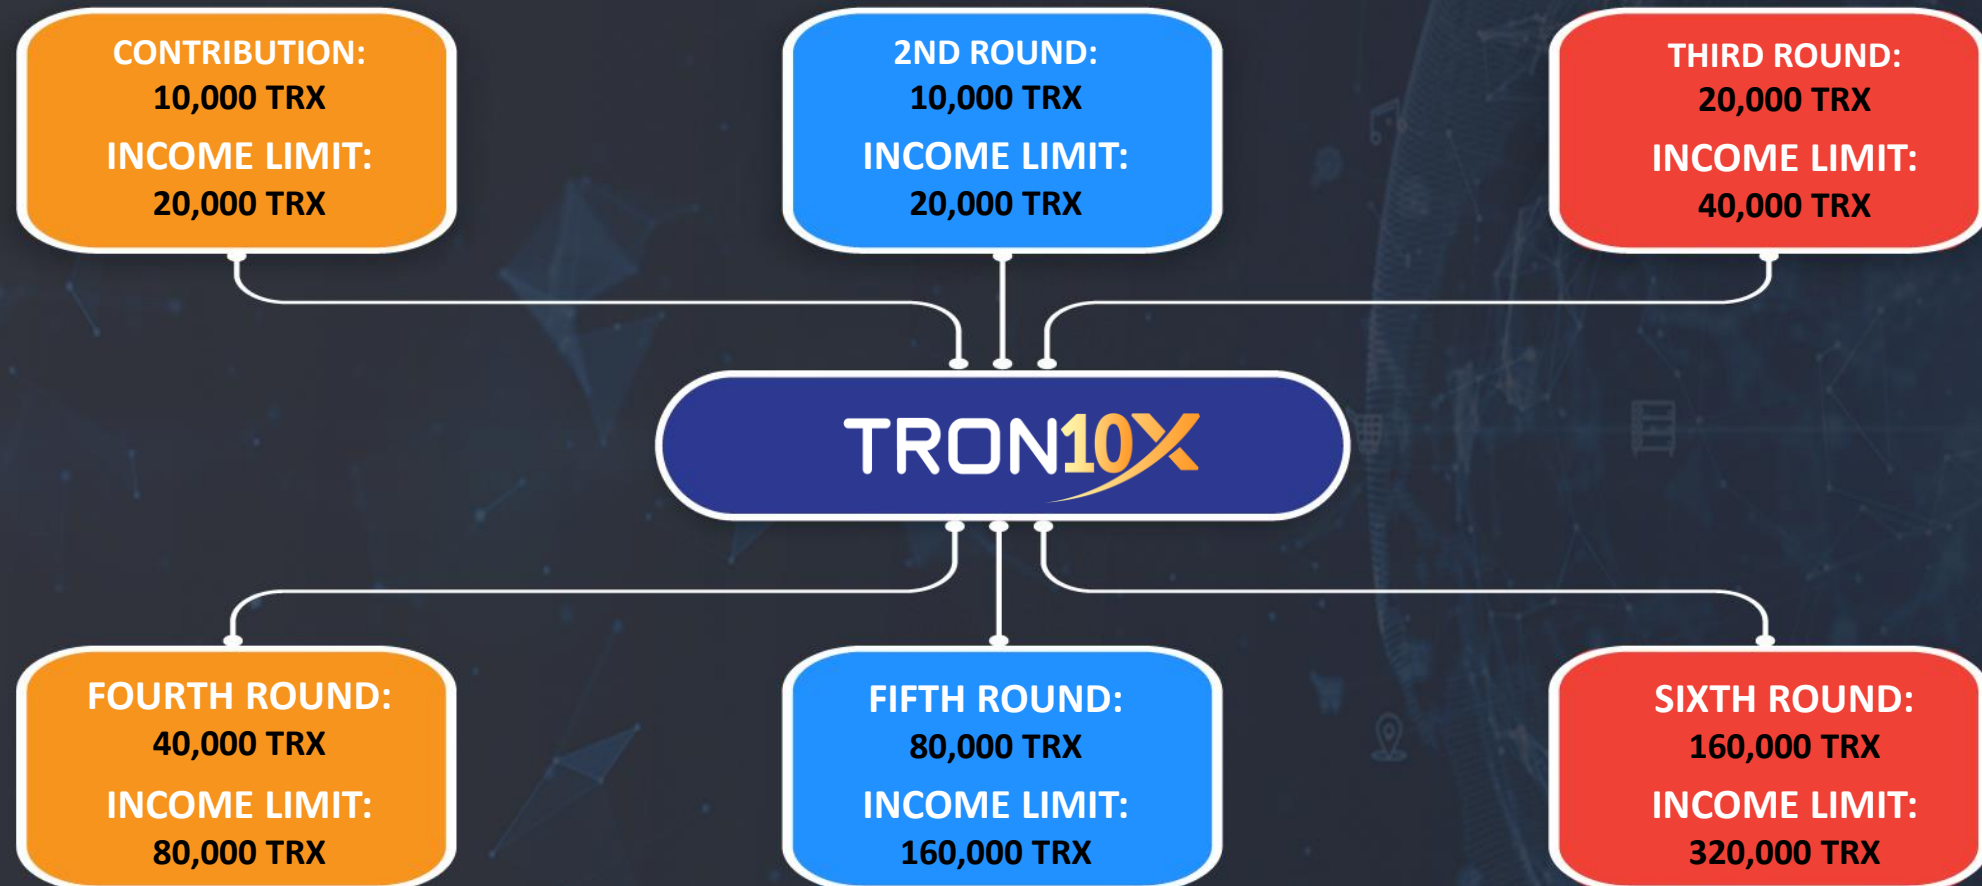 CONTRIBUTION:
10,000 TRX
INCOME LIMIT:
20,000 TRX
2ND ROUND:
10,000 TRX
INCOME LIMIT:
20,000 TRX
THIRD ROUND:
20,000 TRX
INCOME LIMIT:
40,000 TRX
TRON10X
FOURTH ROUND:
40,000 TRX
INCOME LIMIT:
80,000 TRX
FIFTH ROUND:
80,000 TRX
INCOME LIMIT:
160,000 TRX
SIXTH ROUND:
160,000 TRX
INCOME LIMIT:
320,000 TRX